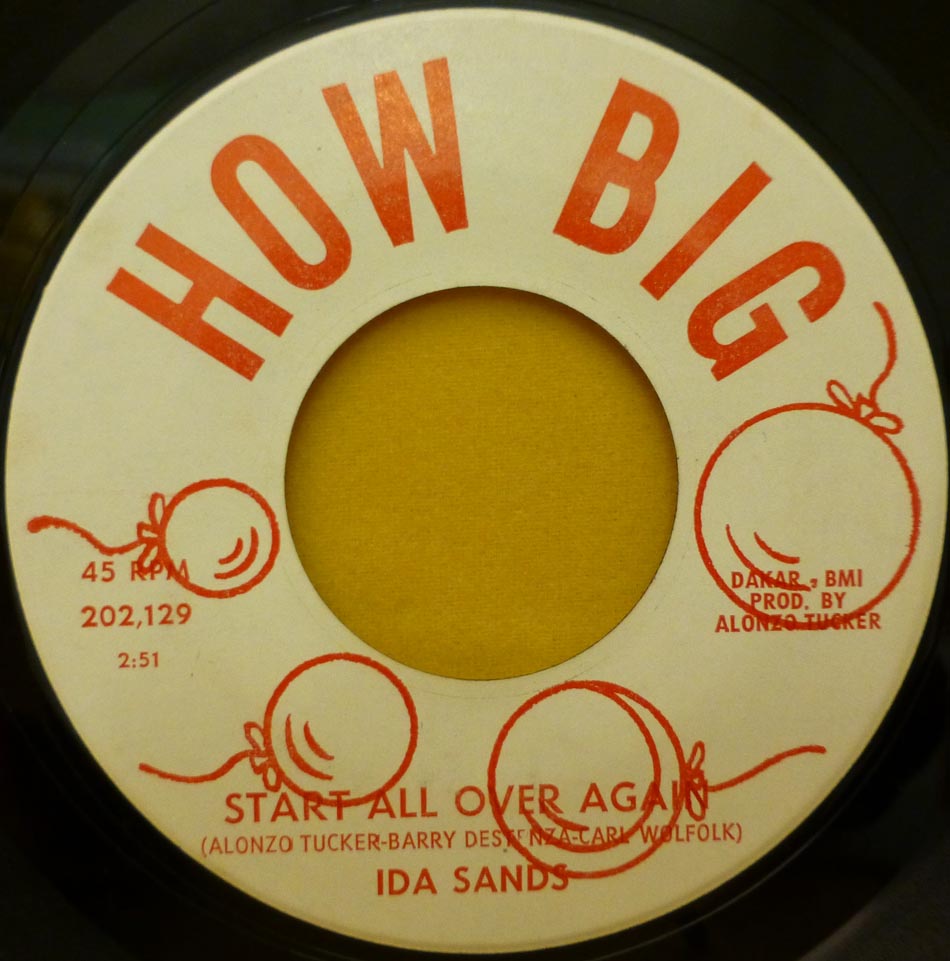 HOW BIG
45 RPM
202,129
2:51
DAKAR, BMI
PROD. BY
ALONZO TUCKER
START ALL OVER AGAIN
(ALONZO TUCKER-BARRY DESTENZA-CARL WOLFOLK)
IDA SANDS